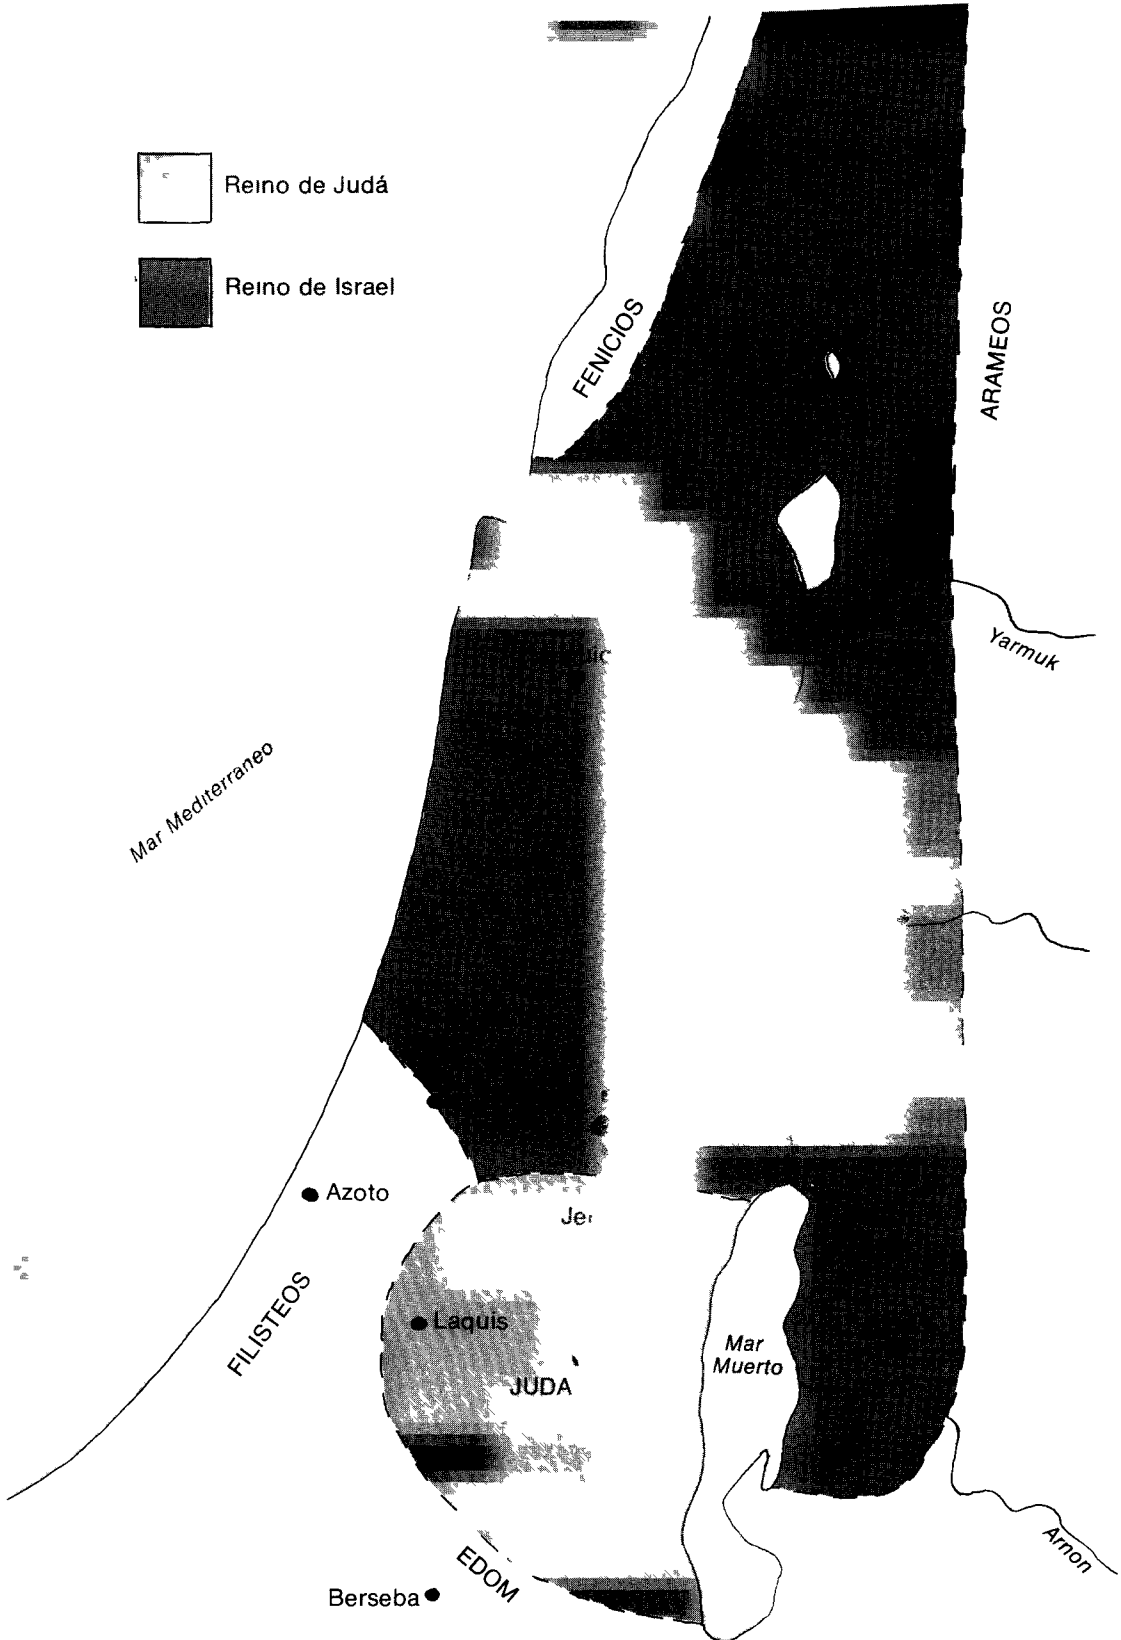 Reino de Judá
Reino de Israel
FENICIOS
ARAMEOS
Yarmuk
Mar Mediterraneo
Azoto
FILISTEOS
Laquis
JUDA
Mar
Muerto
EDOM
Arnon
Berseba